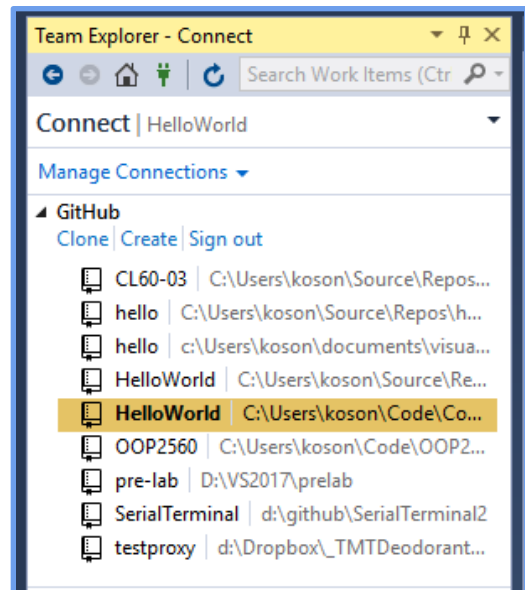 Team Explorer - Connect
Search Work Items (Ctr
Connect | HelloWorld
Manage Connections
GitHub
Clone | Create | Sign out
CL60-03 | C:\Users\koson\Source\Repos...
hello | C:\Users\koson\Source\Repos\h...
hello | c:\Users\koson\documents\visua...
HelloWorld | C:\Users\koson\Source\Re...
HelloWorld | C:\Users\koson\Code\Co...
OOP2560 | C:\Users\koson\Code\OOP2...
pre-lab | D:\VS2017\prelab
SerialTerminal | d:\github\SerialTerminal2
testproxy | d:\Dropbox\_TMTDeodorant...